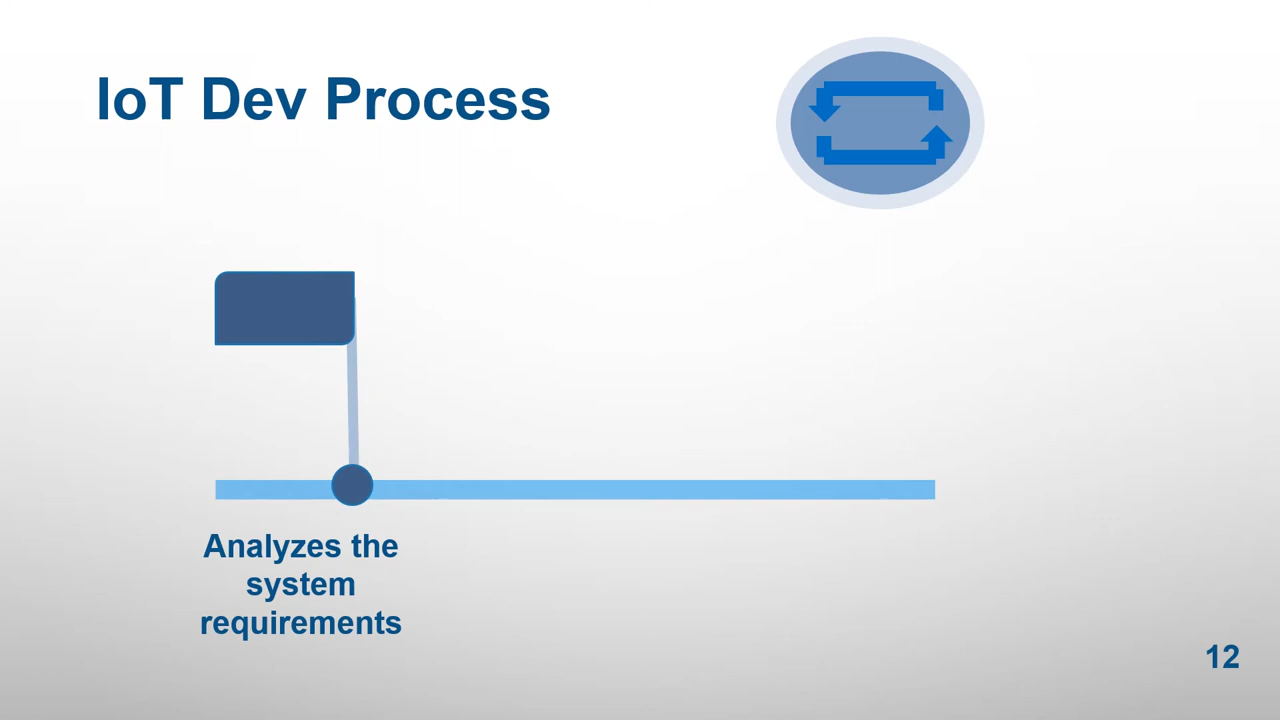 IoT Dev Process
Analyzes the
system
requirements
12